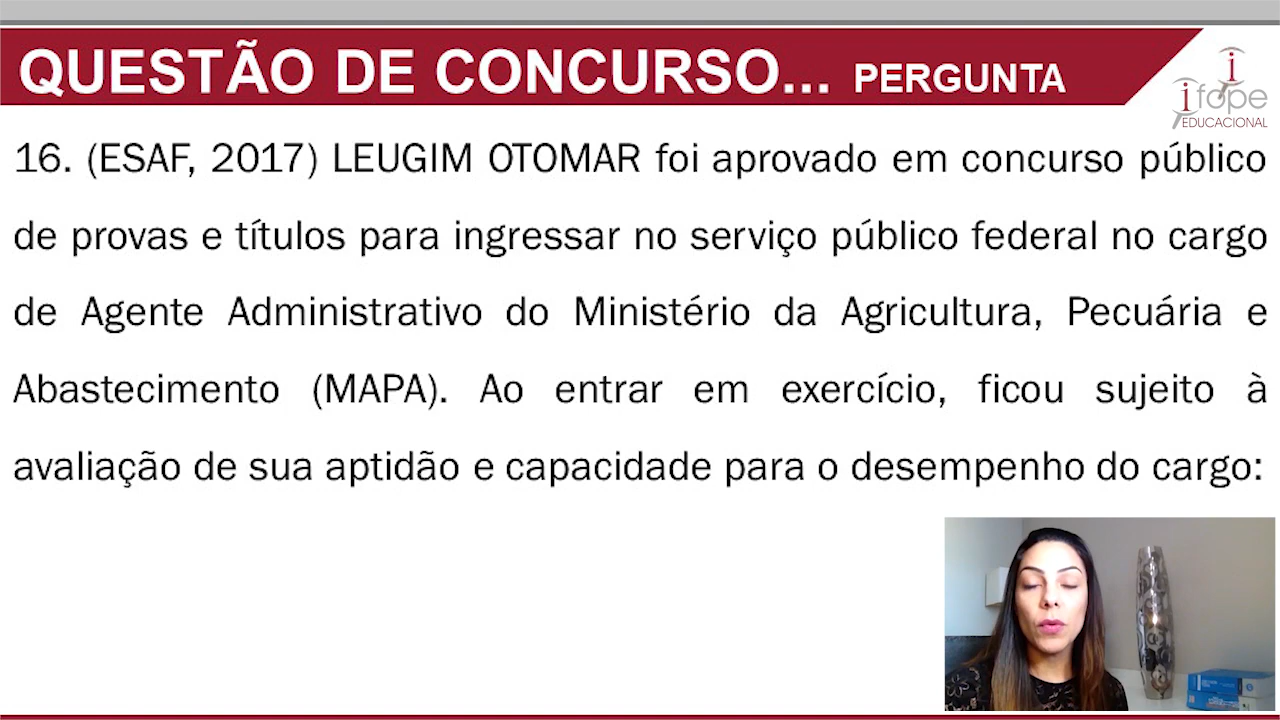 QUESTÃO DE CONCURSO... PERGUNTA
ifope
EDUCACIONAL
16. (ESAF, 2017) LEUGIM OTOMAR foi aprovado em concurso público
de provas e títulos para ingressar no serviço público federal no cargo
de Agente Administrativo do Ministério da Agricultura, Pecuária e
Abastecimento (MAPA). Ao entrar em exercício, ficou sujeito à
avaliação de sua aptidão e capacidade para o desempenho do cargo: